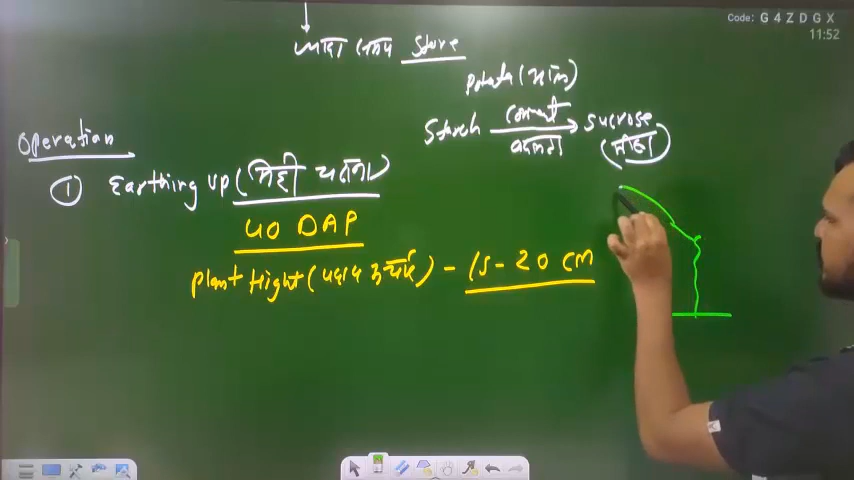 Code: G 4 Z D G X
11:52
ज्यादा समय Store
Potato (आलू)
Starch convert sucrose
बदलना (मीठा)
Operation
① Earthing up (मिट्टी चढाना)
40 DAP
Plant Hight (पौधा ऊँचाई) - 15 - 20 cm